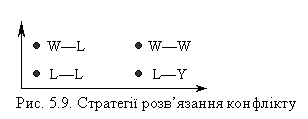 W—L W—W
L—L L—Y
Рис. 5.9. Стратегії розв’язання конфлікту